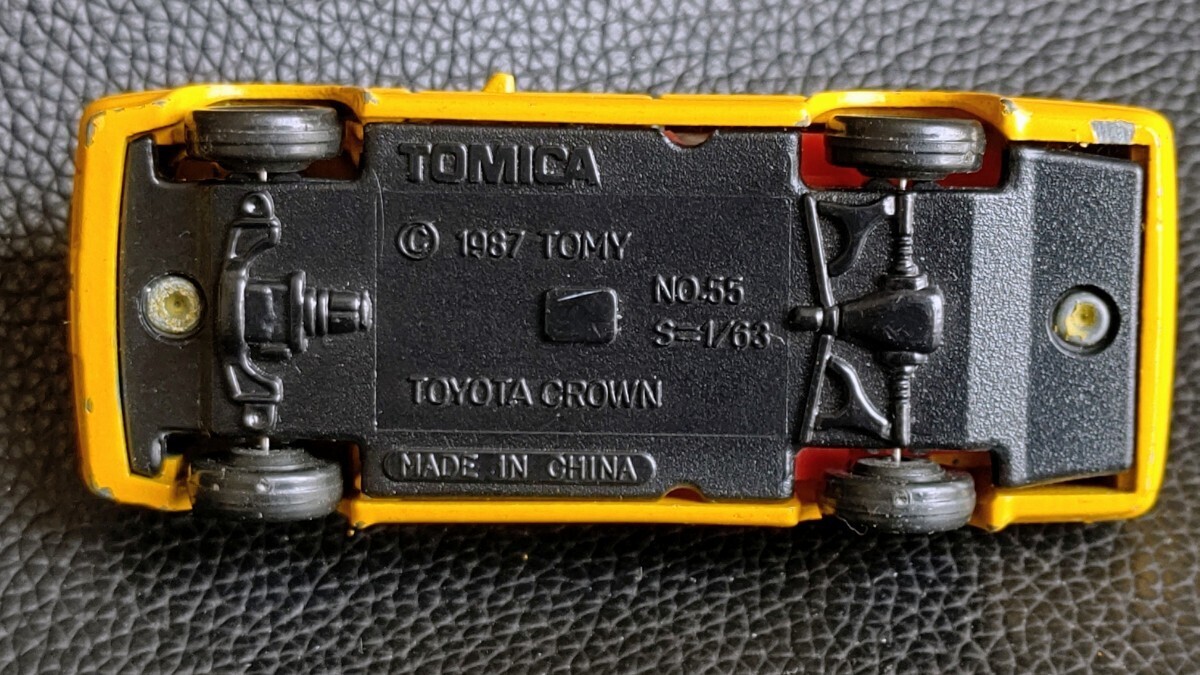 TOMICA
© 1987 TOMY
NO.55
S=1/63
TOYOTA CROWN
MADE IN CHINA